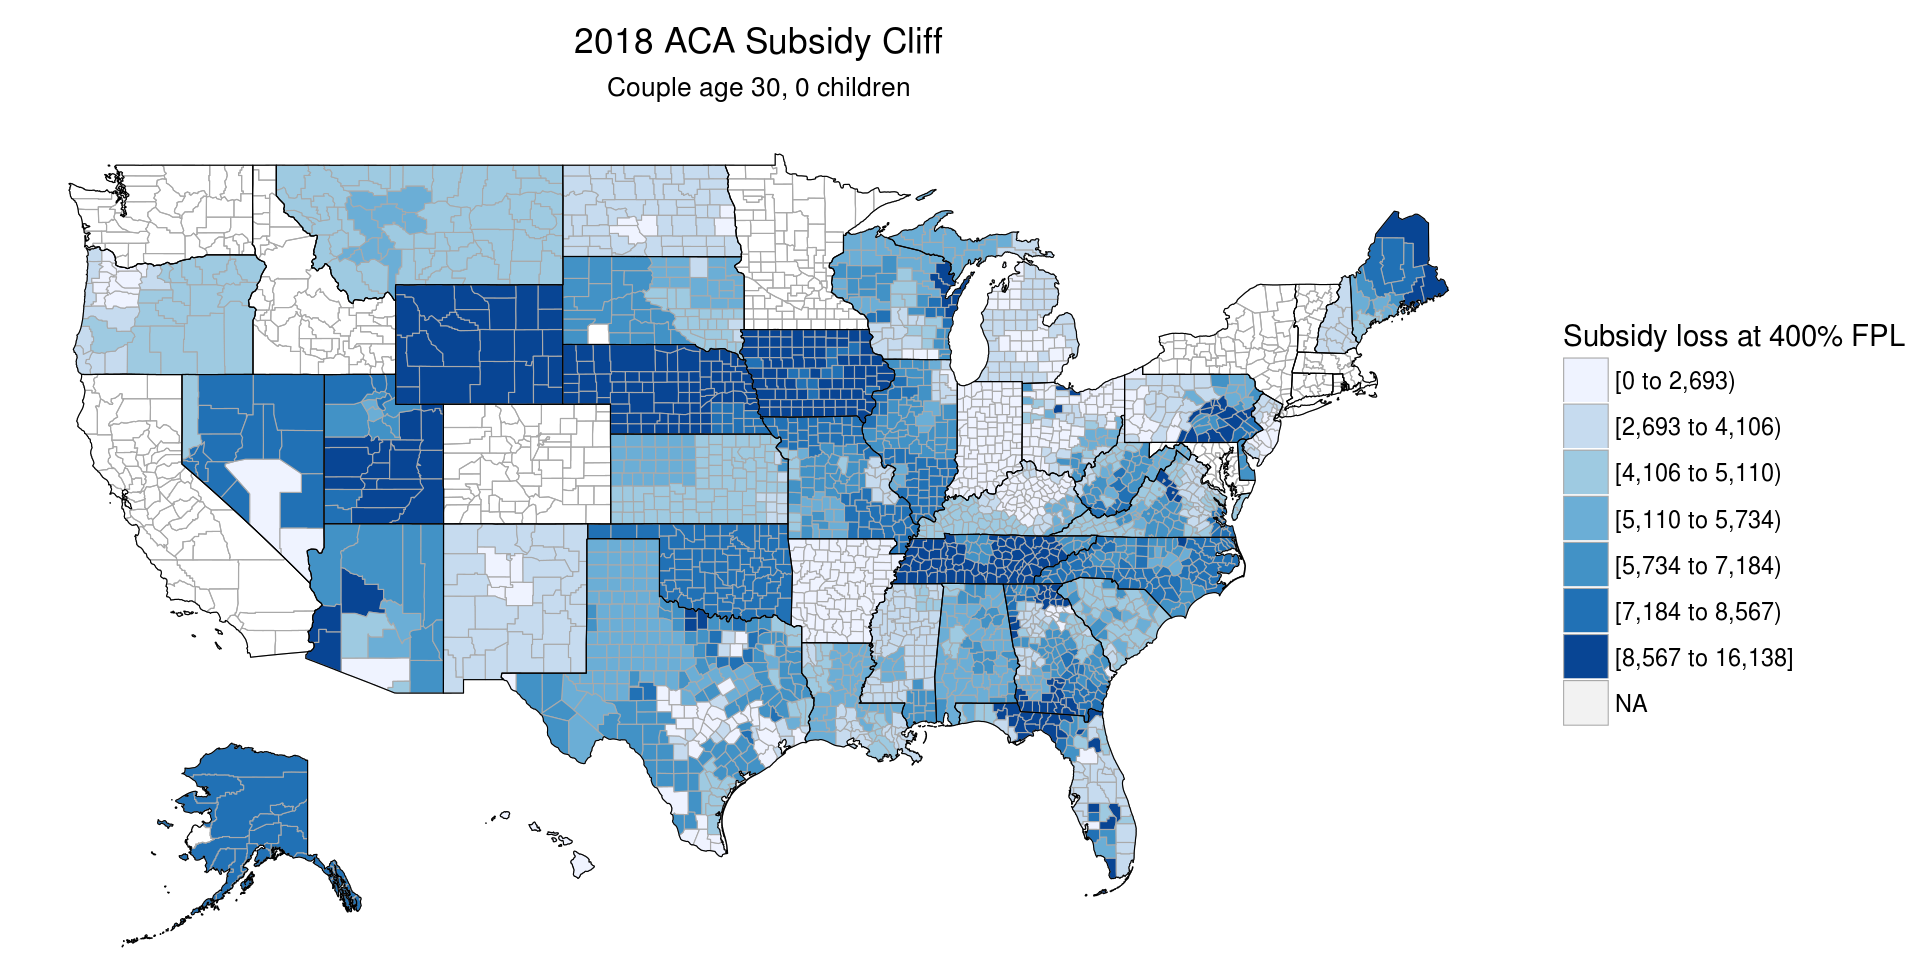 2018 ACA Subsidy Cliff
Couple age 30, 0 children
Subsidy loss at 400% FPL
[0 to 2,693)
[2,693 to 4,106)
[4,106 to 5,110)
[5,110 to 5,734)
[5,734 to 7,184)
[7,184 to 8,567)
[8,567 to 16,138]
NA